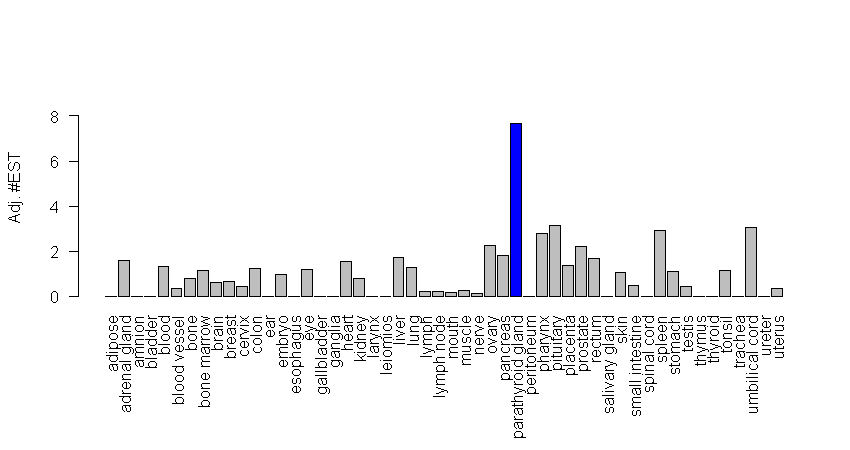 Adj. #EST
8
6
4
2
0
adipose
adrenal gland
amnion
bladder
blood
blood vessel
bone
bone marrow
brain
breast
cervix
colon
ear
embryo
esophagus
eye
gallbladder
ganglia
heart
kidney
larynx
leiomios
liver
lung
lymph
lymph node
mouth
muscle
nerve
ovary
pancreas
parathyroid gland
peritoneum
pharynx
pituitary
placenta
prostate
rectum
salivary gland
skin
small intestine
spinal cord
spleen
stomach
testis
thymus
thyroid
tonsil
trachea
umbilical cord
ureter
uterus